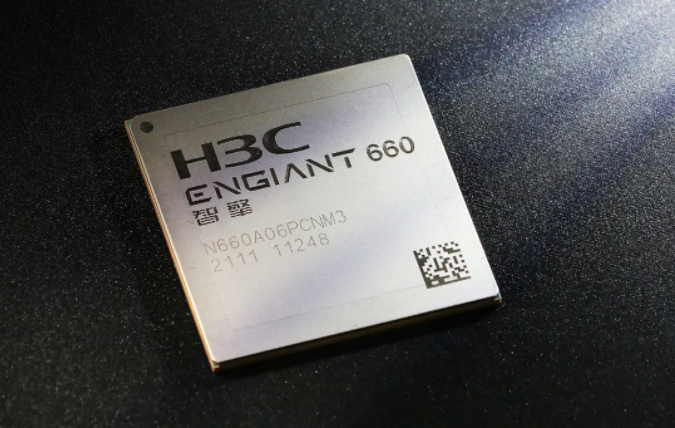 H3C
ENGIANT 660
智擎
N660A06PCNM3
2111 11248